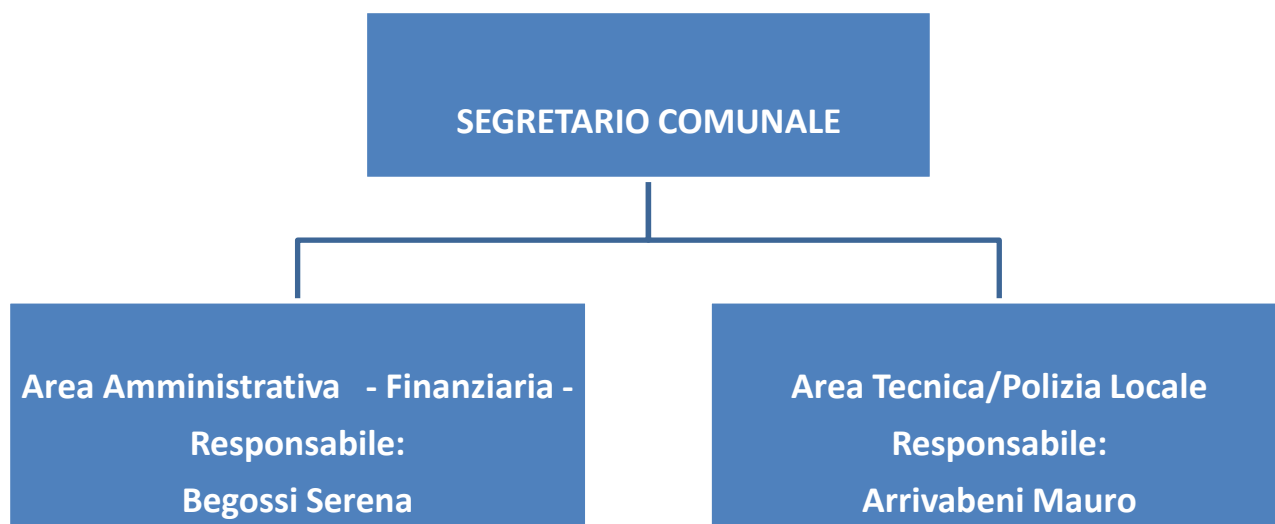 SEGRETARIO COMUNALE
Area Amministrativa - Finanziaria -
Responsabile:
Begossi Serena
Area Tecnica/Polizia Locale
Responsabile:
Arrivabeni Mauro